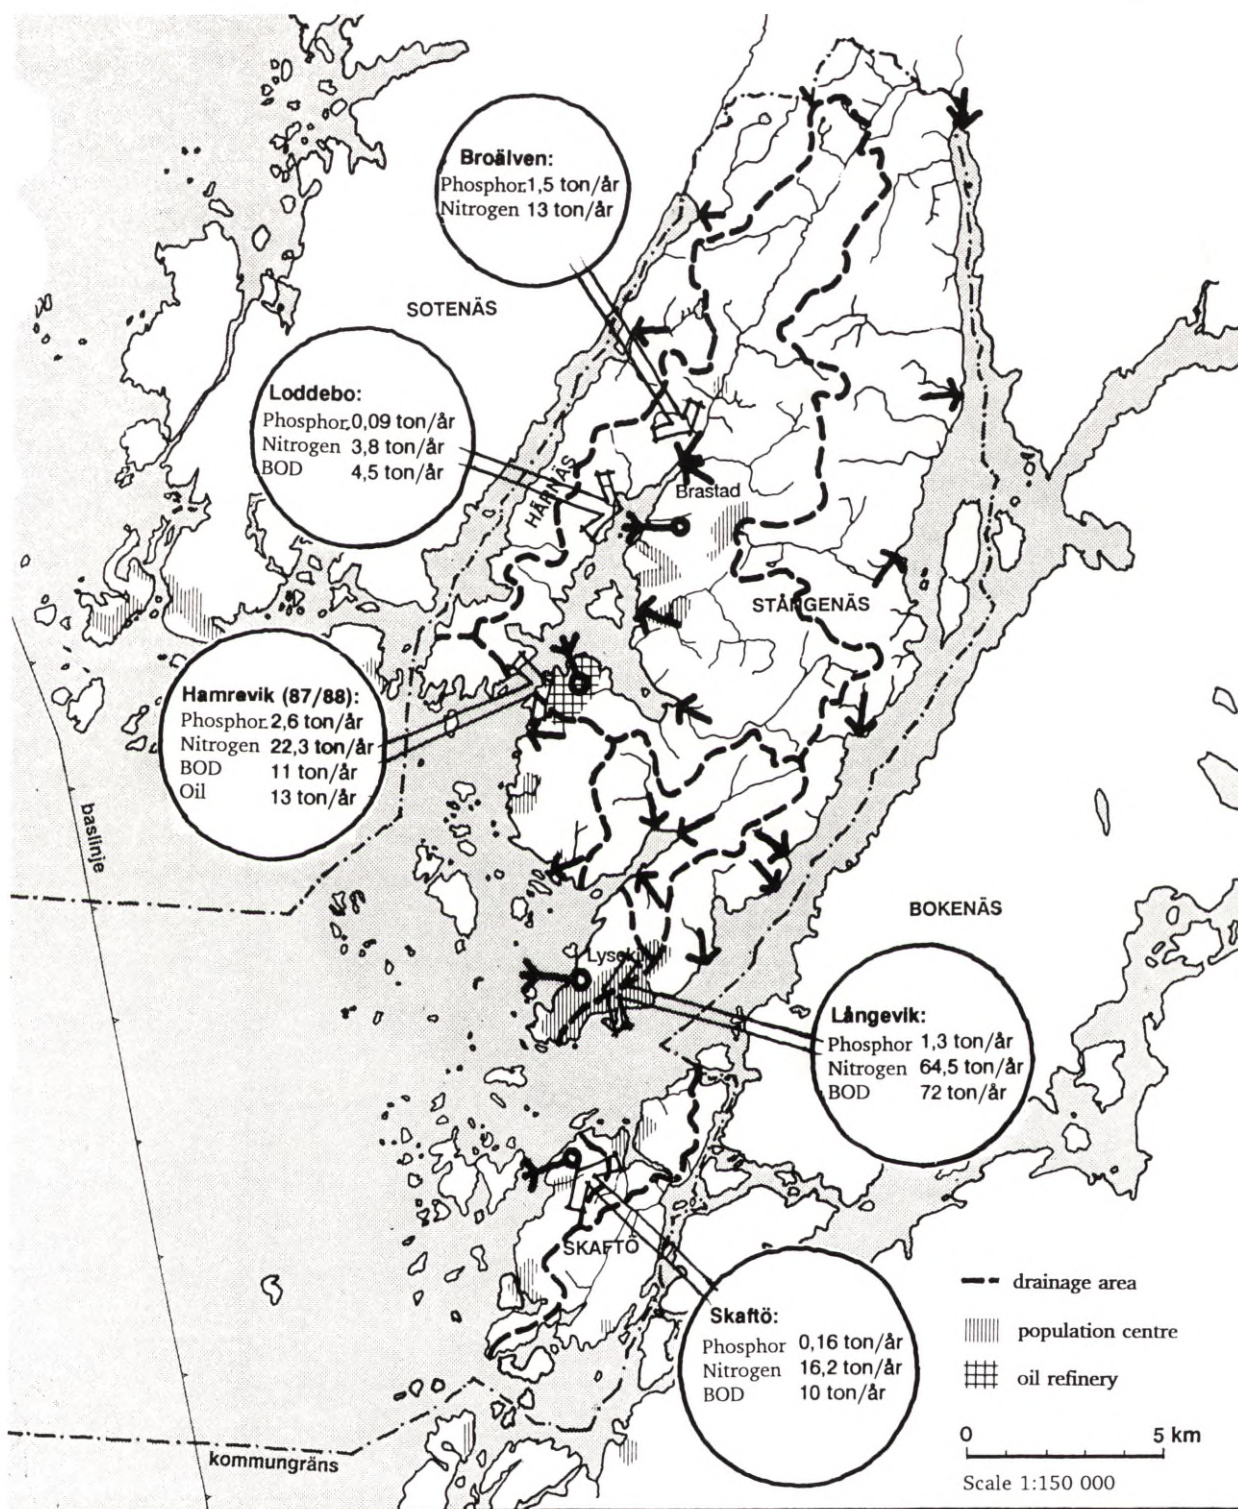 Broälven:
Phosphor. 1,5 ton/år
Nitrogen 13 ton/år
SOTENÄS
Loddebo:
Phosphor. 0,09 ton/år
Nitrogen 3,8 ton/år
BOD 4,5 ton/år
HÄRNÄS
Brastad
STÅNGENÄS
Hamrevik (87/88):
Phosphor. 2,6 ton/år
Nitrogen 22,3 ton/år
BOD 11 ton/år
Oil 13 ton/år
baslinje
BOKENÄS
Lysekil
Långevik:
Phosphor 1,3 ton/år
Nitrogen 64,5 ton/år
BOD 72 ton/år
SKAFTÖ
Skaftö:
Phosphor 0,16 ton/år
Nitrogen 16,2 ton/år
BOD 10 ton/år
drainage area
population centre
oil refinery
0 5 km
Scale 1:150 000
kommungräns